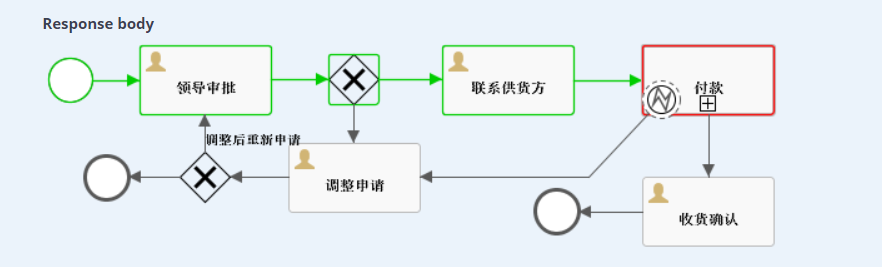 Response body
领导审批
联系供货方
付款
调整后重新申请
调整申请
收货确认